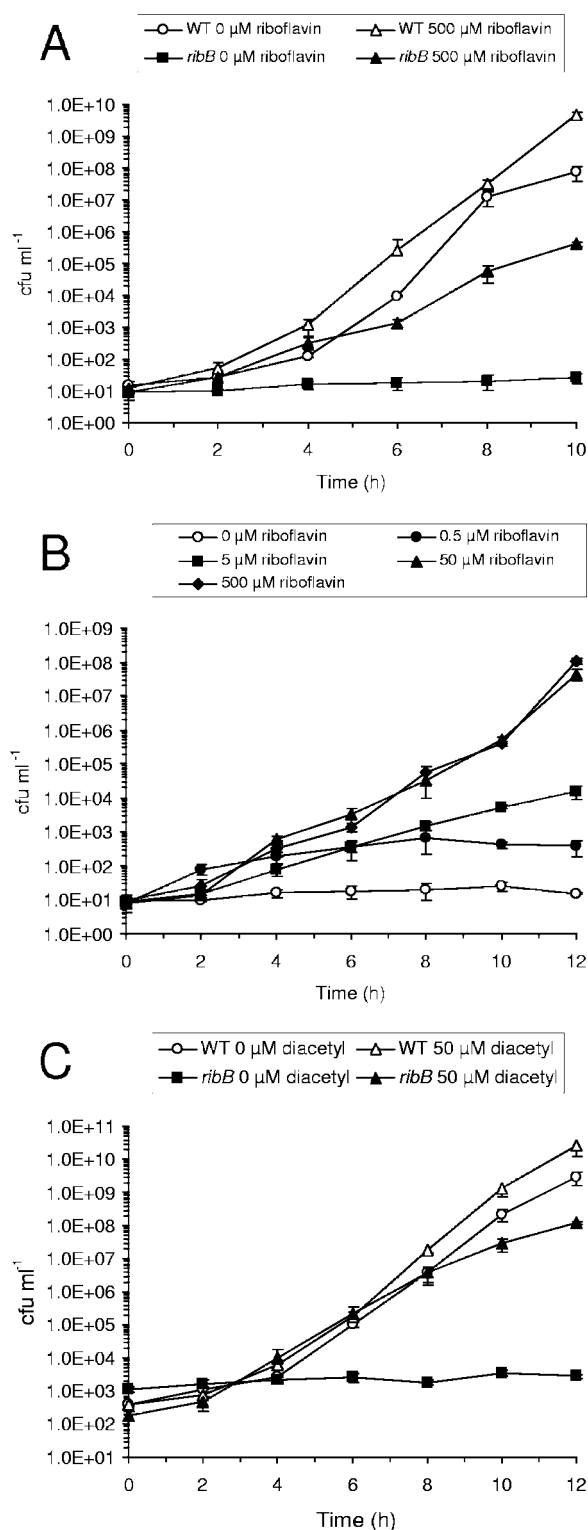 A
WT 0 µM riboflavin
WT 500 µM riboflavin
ribB 0 µM riboflavin
ribB 500 µM riboflavin
1.0E+10
1.0E+09
1.0E+08
1.0E+07
1.0E+06
1.0E+05
1.0E+04
1.0E+03
1.0E+02
1.0E+01
1.0E+00
cfu ml⁻¹
0 2 4 6 8 10
Time (h)
B
0 µM riboflavin
0.5 µM riboflavin
5 µM riboflavin
50 µM riboflavin
500 µM riboflavin
1.0E+09
1.0E+08
1.0E+07
1.0E+06
1.0E+05
1.0E+04
1.0E+03
1.0E+02
1.0E+01
1.0E+00
cfu ml⁻¹
0 2 4 6 8 10 12
Time (h)
C
WT 0 µM diacetyl
WT 50 µM diacetyl
ribB 0 µM diacetyl
ribB 50 µM diacetyl
1.0E+11
1.0E+10
1.0E+09
1.0E+08
1.0E+07
1.0E+06
1.0E+05
1.0E+04
1.0E+03
1.0E+02
1.0E+01
cfu ml⁻¹
0 2 4 6 8 10 12
Time (h)